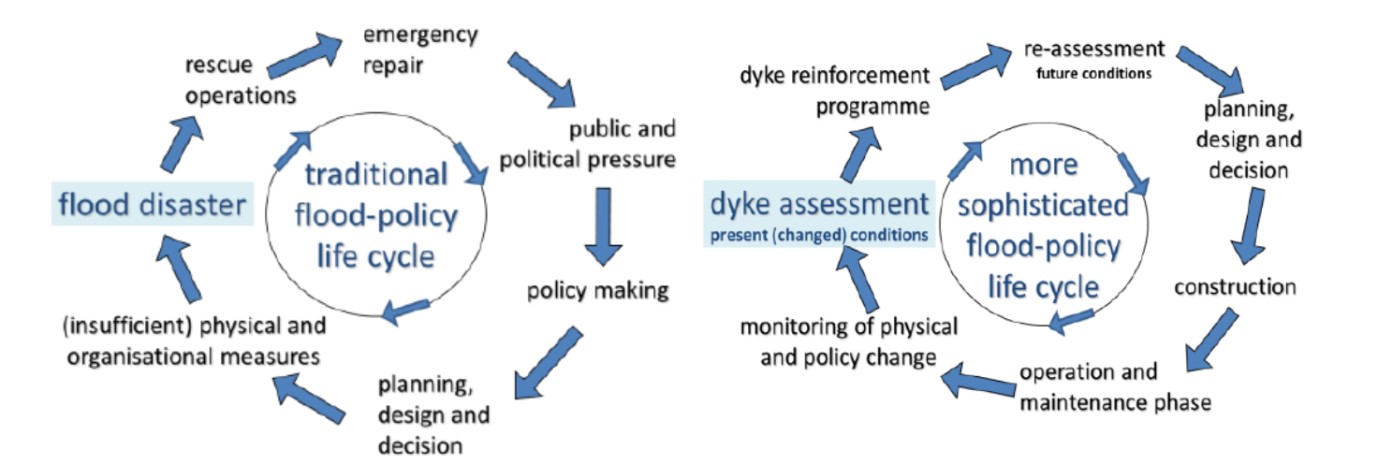 emergency
repair
rescue
operations
public and
political pressure
flood disaster
traditional
flood-policy
life cycle
policy making
(insufficient) physical and
organisational measures
planning,
design and
decision
re-assessment
future conditions
dyke reinforcement
programme
planning,
design and
decision
dyke assessment
present (changed) conditions
more
sophisticated
flood-policy
life cycle
construction
monitoring of physical
and policy change
operation and
maintenance phase